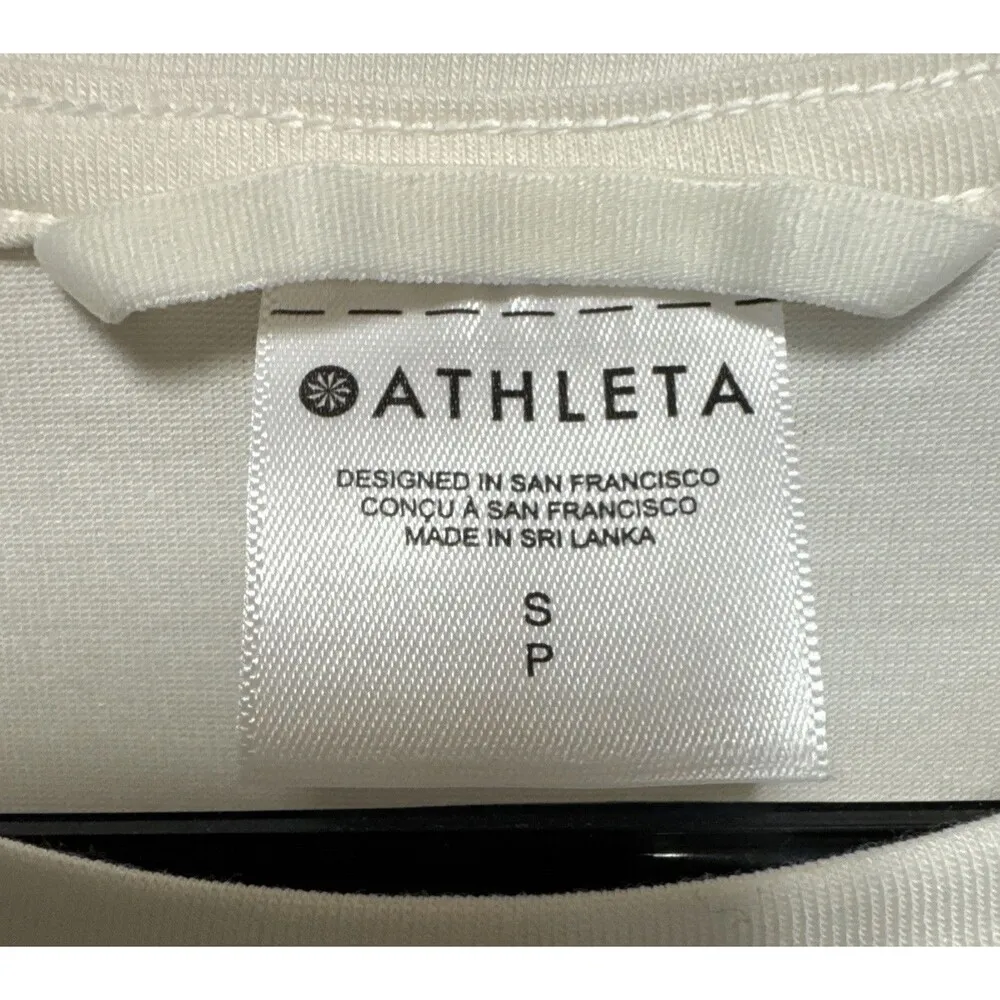 ATHLETA
DESIGNED IN SAN FRANCISCO
CONÇU À SAN FRANCISCO
MADE IN SRI LANKA
S
P